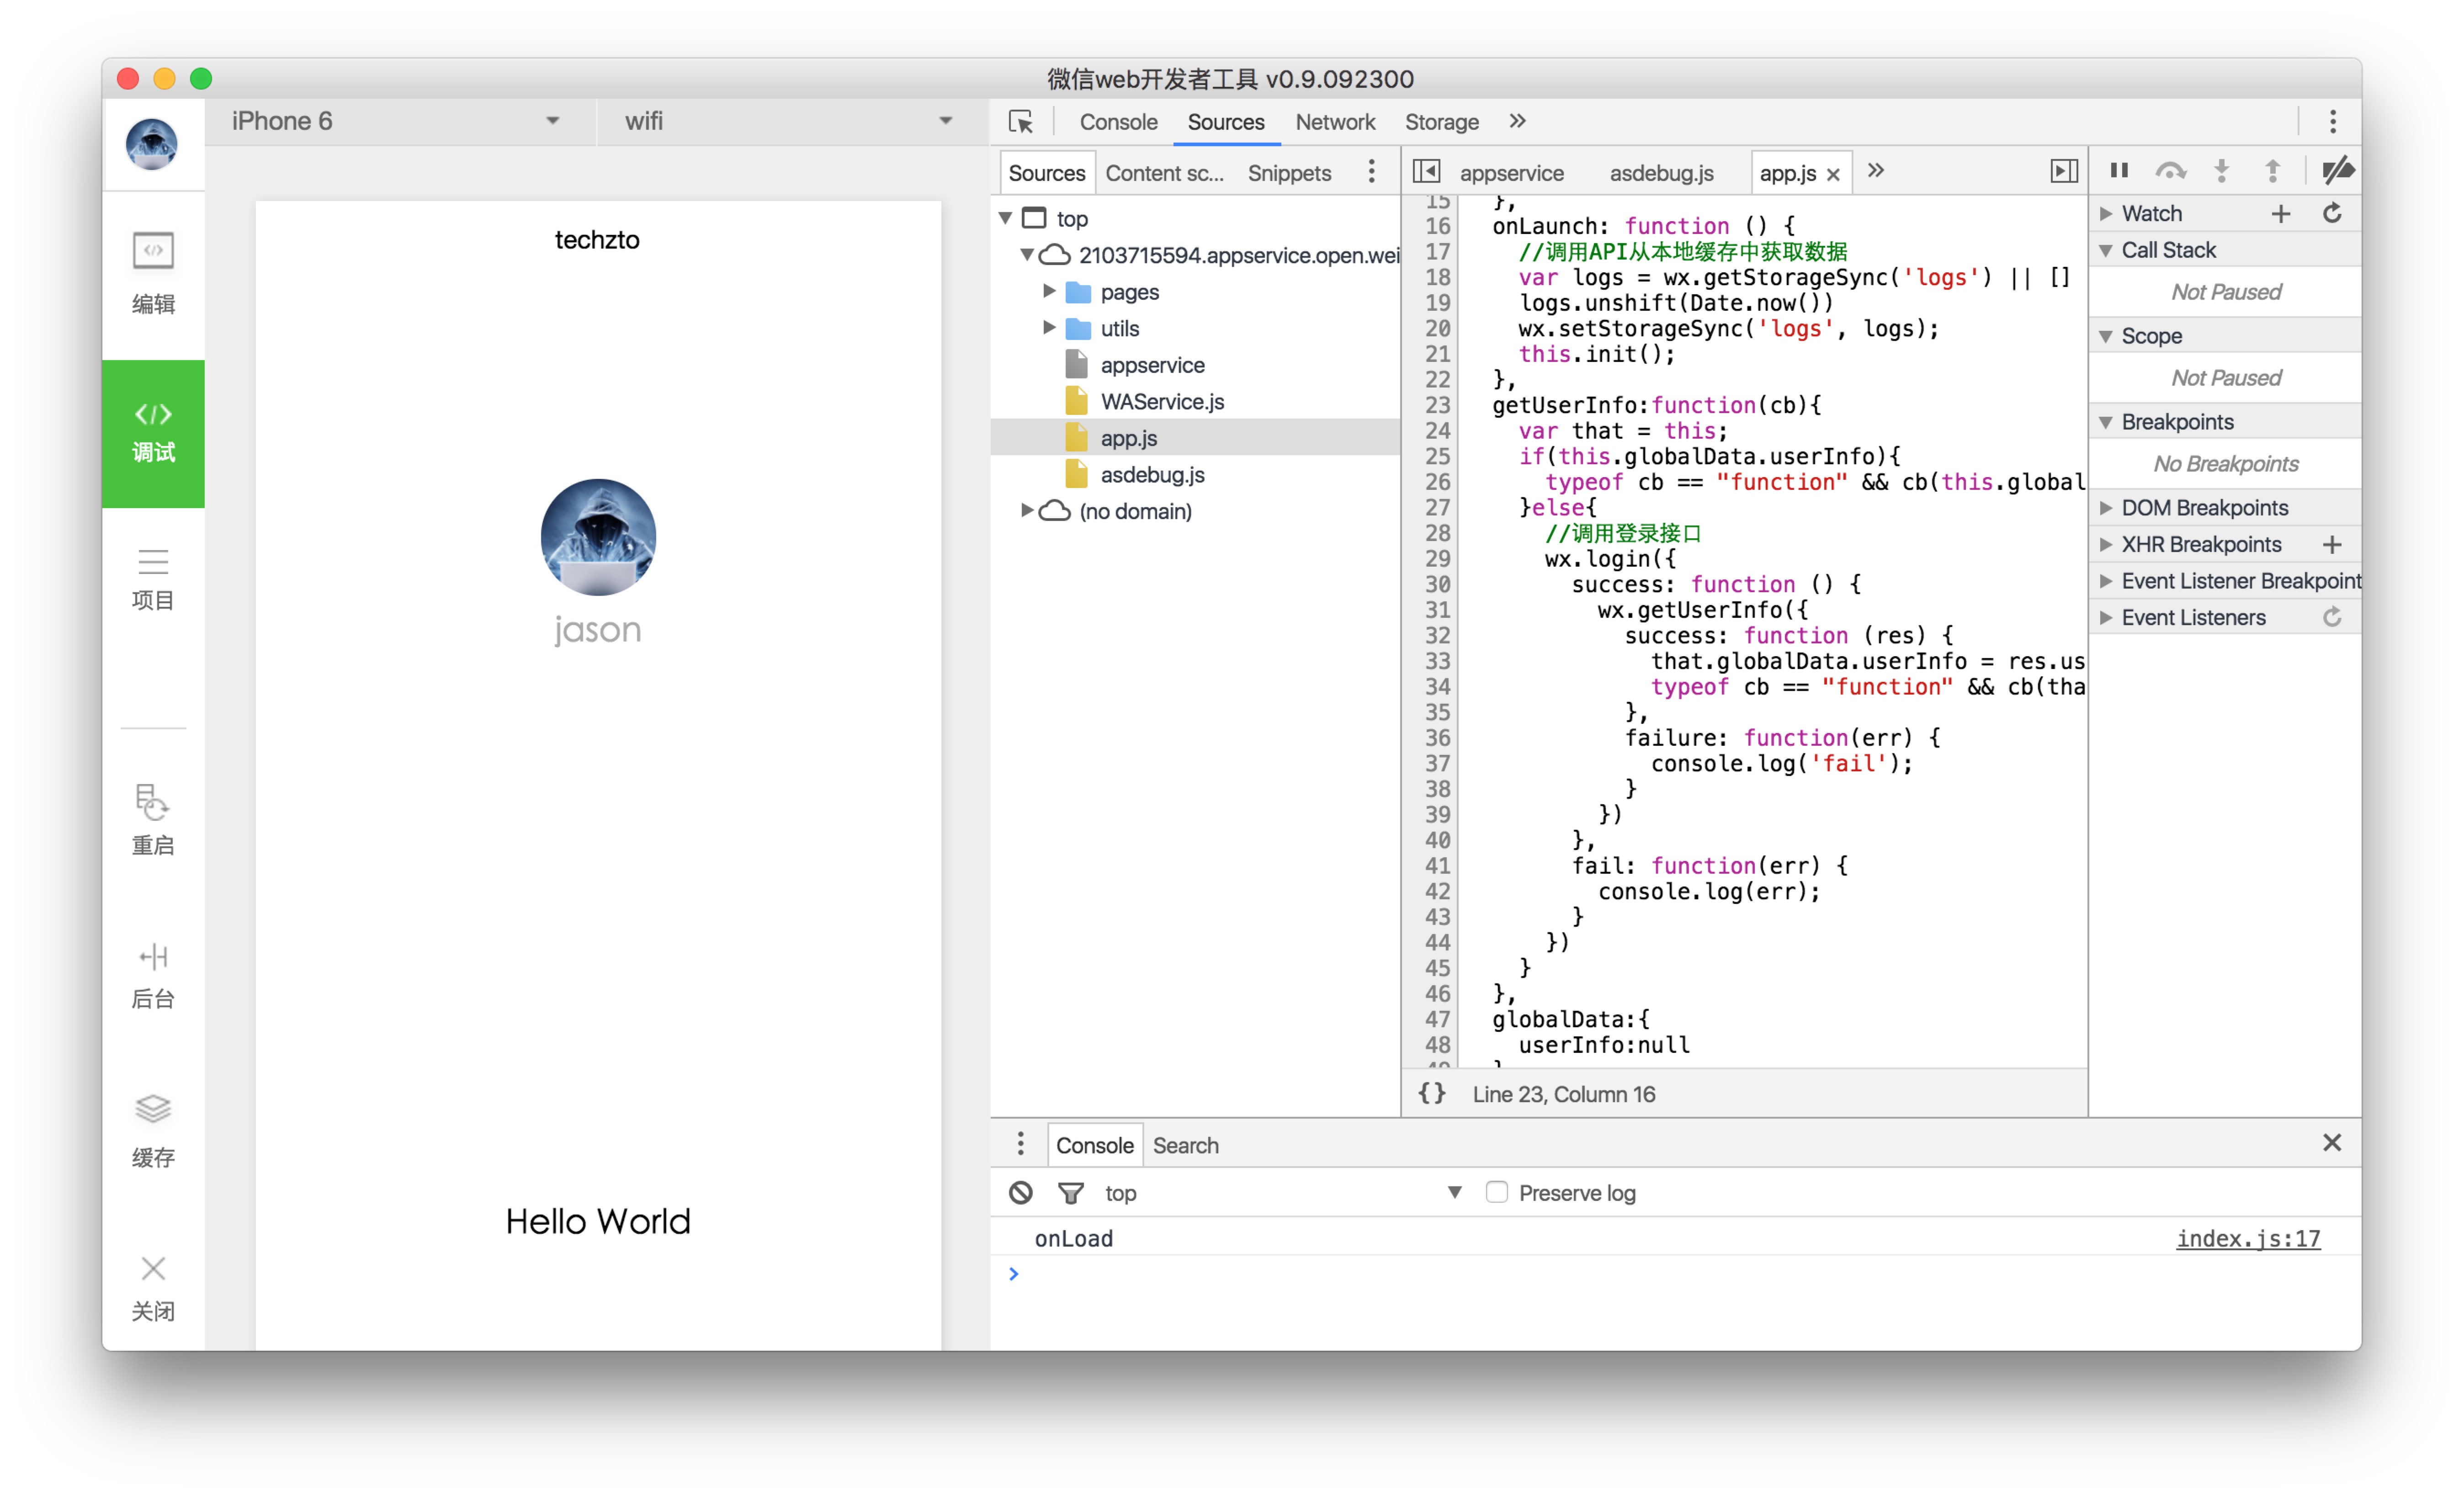 微信web开发者工具 v0.9.092300
iPhone 6
wifi
编辑
调试
项目
重启
后台
缓存
关闭
techzto
jason
Hello World
Console Sources Network Storage »
Sources Content sc... Snippets
top
2103715594.appservice.open.wei
pages
utils
appservice
WAService.js
app.js
asdebug.js
(no domain)
appservice asdebug.js app.js × »
15 },
16 onLaunch: function () {
17 //调用API从本地缓存中获取数据
18 var logs = wx.getStorageSync('logs') || []
19 logs.unshift(Date.now())
20 wx.setStorageSync('logs', logs);
21 this.init();
22 },
23 getUserInfo:function(cb){
24 var that = this;
25 if(this.globalData.userInfo){
26 typeof cb == "function" && cb(this.global
27 }else{
28 //调用登录接口
29 wx.login({
30 success: function () {
31 wx.getUserInfo({
32 success: function (res) {
33 that.globalData.userInfo = res.us
34 typeof cb == "function" && cb(tha
35 },
36 failure: function(err) {
37 console.log('fail');
38 }
39 })
40 },
41 fail: function(err) {
42 console.log(err);
43 }
44 })
45 }
46 },
47 globalData:{
48 userInfo:null
{} Line 23, Column 16
Watch
Call Stack
Not Paused
Scope
Not Paused
Breakpoints
No Breakpoints
DOM Breakpoints
XHR Breakpoints
Event Listener Breakpoint
Event Listeners
Console Search
top Preserve log
onLoad index.js:17